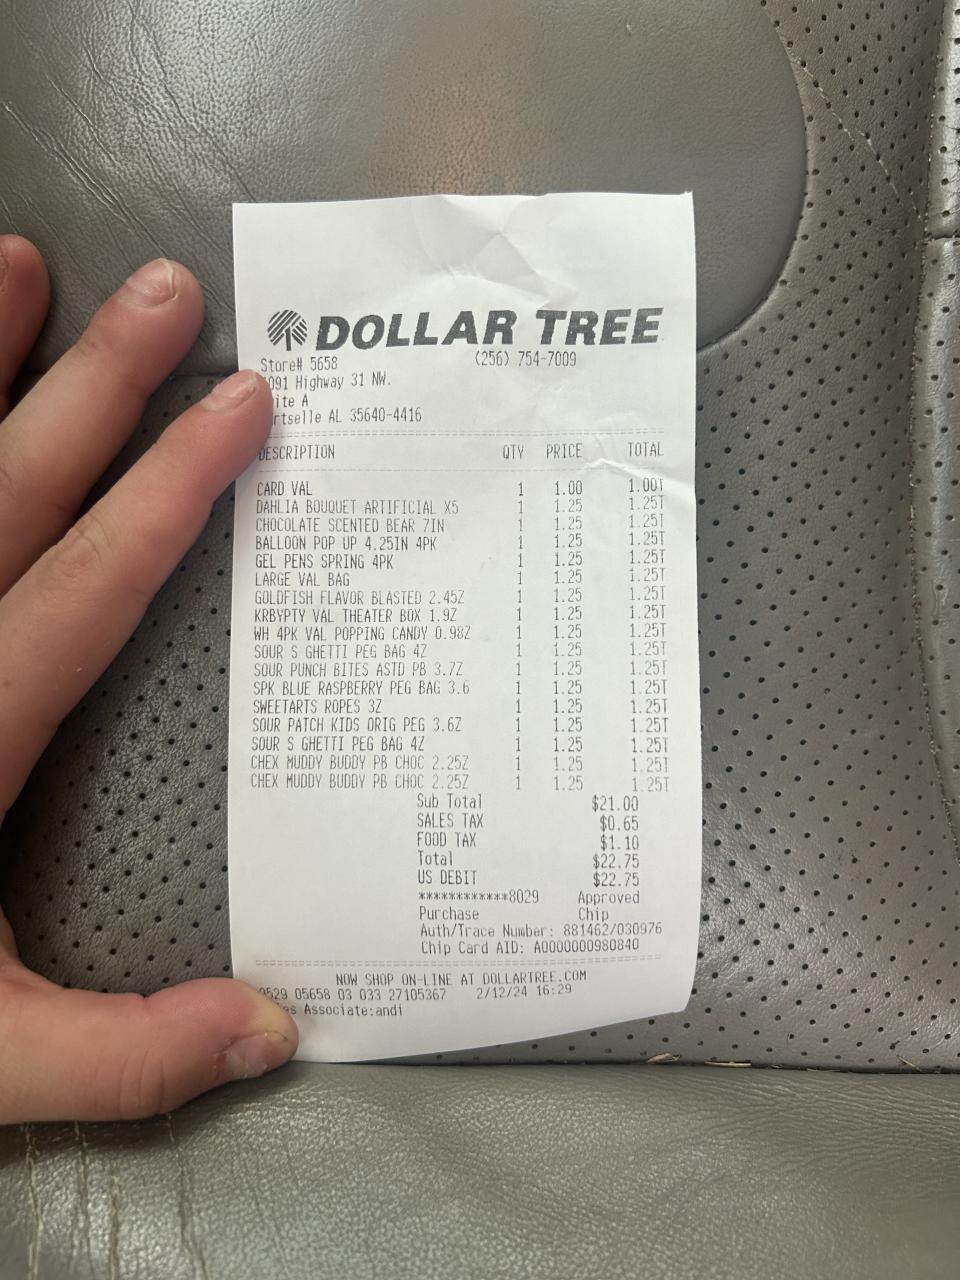 DOLLAR TREE
Store# 5658 (256) 754-7009
091 Highway 31 NW.
ite A
rtselle AL 35640-4416
DESCRIPTION QTY PRICE TOTAL
CARD VAL 1 1.00 1.00T
DAHLIA BOUQUET ARTIFICIAL X5 1 1.25 1.25T
CHOCOLATE SCENTED BEAR 7IN 1 1.25 1.25T
BALLOON POP UP 4.25IN 4PK 1 1.25 1.25T
GEL PENS SPRING 4PK 1 1.25 1.25T
LARGE VAL BAG 1 1.25 1.25T
GOLDFISH FLAVOR BLASTED 2.45Z 1 1.25 1.25T
KRBYPTY VAL THEATER BOX 1.9Z 1 1.25 1.25T
WH 4PK VAL POPPING CANDY 0.98Z 1 1.25 1.25T
SOUR S GHETTI PEG BAG 4Z 1 1.25 1.25T
SOUR PUNCH BITES ASTD PB 3.7Z 1 1.25 1.25T
SPK BLUE RASPBERRY PEG BAG 3.6 1 1.25 1.25T
SWEETARTS ROPES 3Z 1 1.25 1.25T
SOUR PATCH KIDS ORIG PEG 3.6Z 1 1.25 1.25T
SOUR S GHETTI PEG BAG 4Z 1 1.25 1.25T
CHEX MUDDY BUDDY PB CHOC 2.25Z 1 1.25 1.25T
CHEX MUDDY BUDDY PB CHOC 2.25Z 1 1.25 1.25T
Sub Total $21.00
SALES TAX $0.65
FOOD TAX $1.10
Total $22.75
US DEBIT $22.75
************8029 Approved
Purchase Chip
Auth/Trace Number: 881462/030976
Chip Card AID: A0000000980840
NOW SHOP ON-LINE AT DOLLARTREE.COM
9529 05658 03 033 27105367 2/12/24 16:29
es Associate:andi